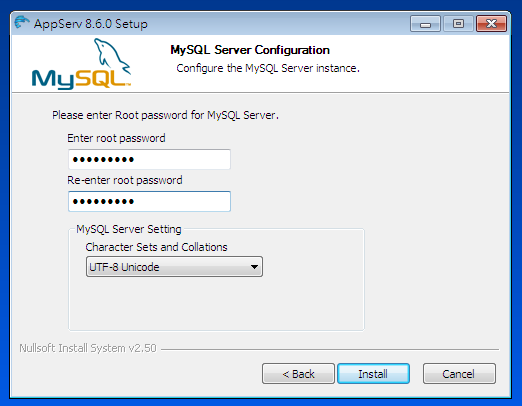 AppServ 8.6.0 Setup
MySQL Server Configuration
Configure the MySQL Server instance.
MySQL™
Please enter Root password for MySQL Server.
Enter root password
•••••••••
Re-enter root password
•••••••••
MySQL Server Setting
Character Sets and Collations
UTF-8 Unicode
Nullsoft Install System v2.50
< Back Install Cancel